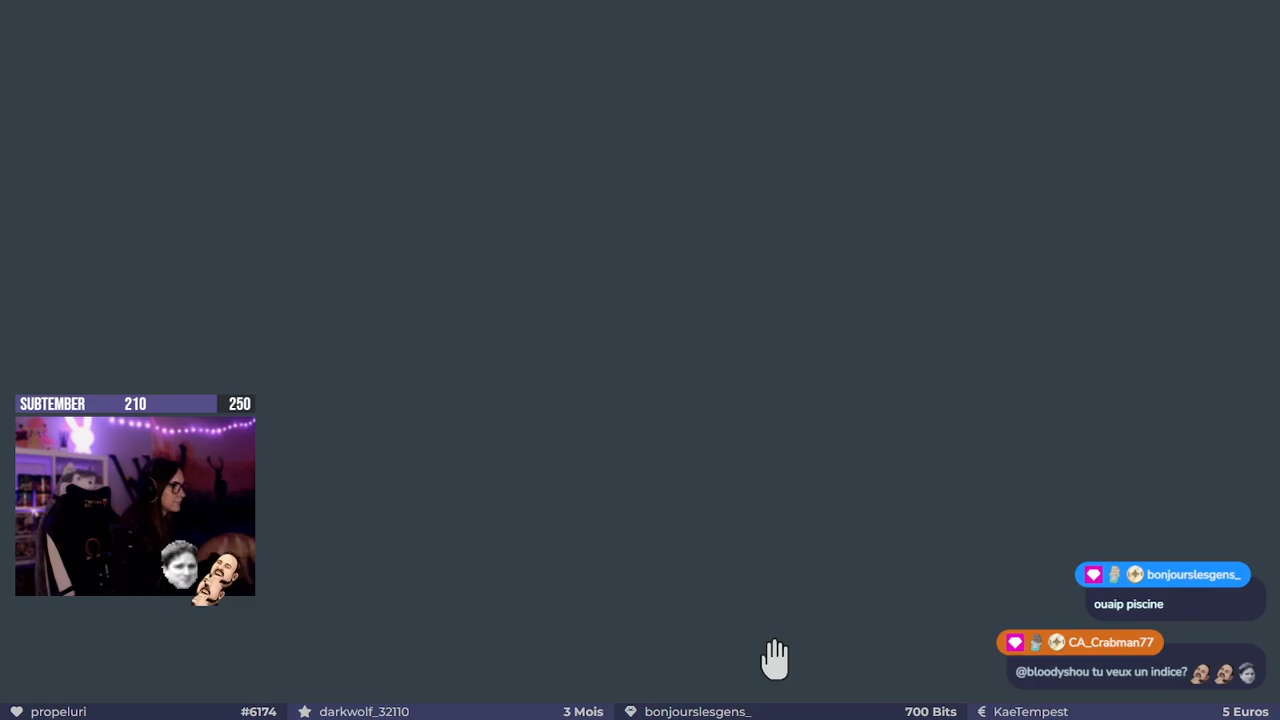 SUBTEMBER 210 250
bonjourslesgens_
ouaip piscine
CA_Crabman77
@bloodyshou tu veux un indice?
propeluri #6174 darkwolf_32110 3 Mois bonjourslesgens_ 700 Bits € KaeTempest 5 Euros